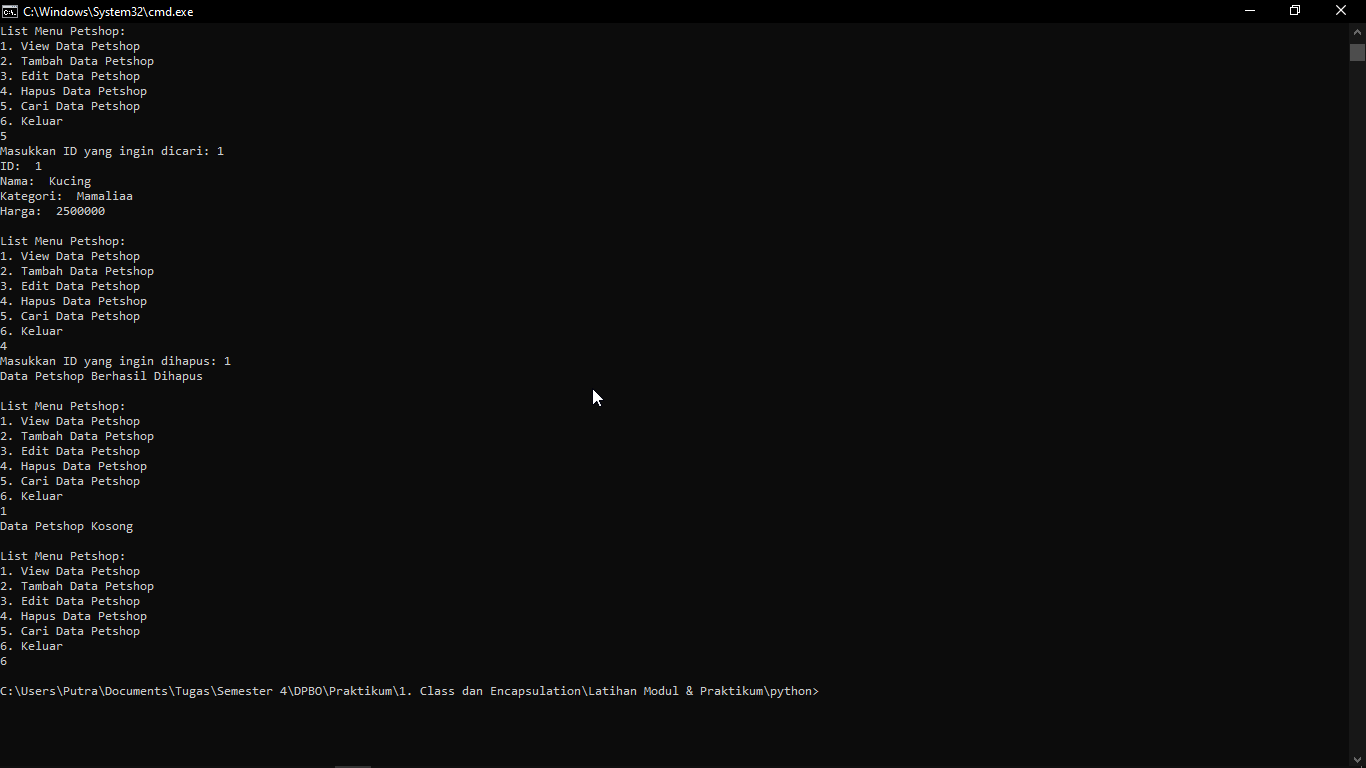 C:\Windows\System32\cmd.exe
List Menu Petshop:
1. View Data Petshop
2. Tambah Data Petshop
3. Edit Data Petshop
4. Hapus Data Petshop
5. Cari Data Petshop
6. Keluar
5
Masukkan ID yang ingin dicari: 1
ID:  1
Nama:  Kucing
Kategori:  Mamaliaa
Harga:  2500000
List Menu Petshop:
1. View Data Petshop
2. Tambah Data Petshop
3. Edit Data Petshop
4. Hapus Data Petshop
5. Cari Data Petshop
6. Keluar
4
Masukkan ID yang ingin dihapus: 1
Data Petshop Berhasil Dihapus
List Menu Petshop:
1. View Data Petshop
2. Tambah Data Petshop
3. Edit Data Petshop
4. Hapus Data Petshop
5. Cari Data Petshop
6. Keluar
1
Data Petshop Kosong
List Menu Petshop:
1. View Data Petshop
2. Tambah Data Petshop
3. Edit Data Petshop
4. Hapus Data Petshop
5. Cari Data Petshop
6. Keluar
6
C:\Users\Putra\Documents\Tugas\Semester 4\DPBO\Praktikum\1. Class dan Encapsulation\Latihan Modul & Praktikum\python>